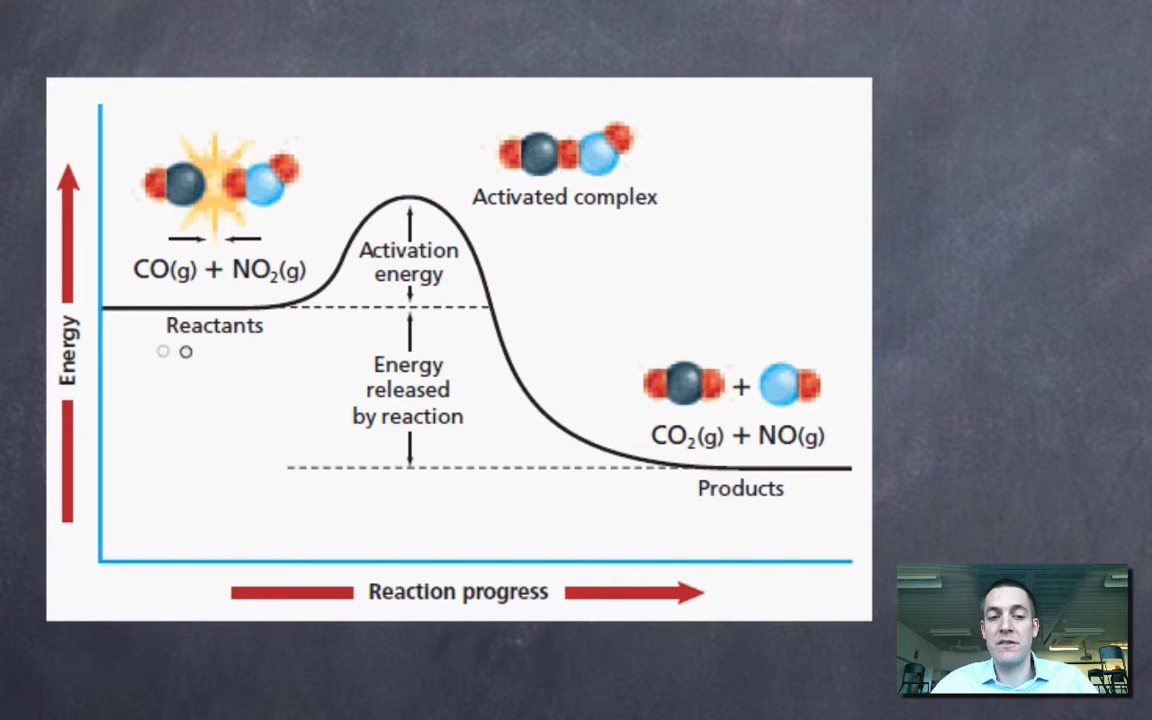 Activated complex
Activation
energy
CO(g) + NO₂(g)
Reactants
Energy
Energy
released
by reaction
+
CO₂(g) + NO(g)
Products
Reaction progress